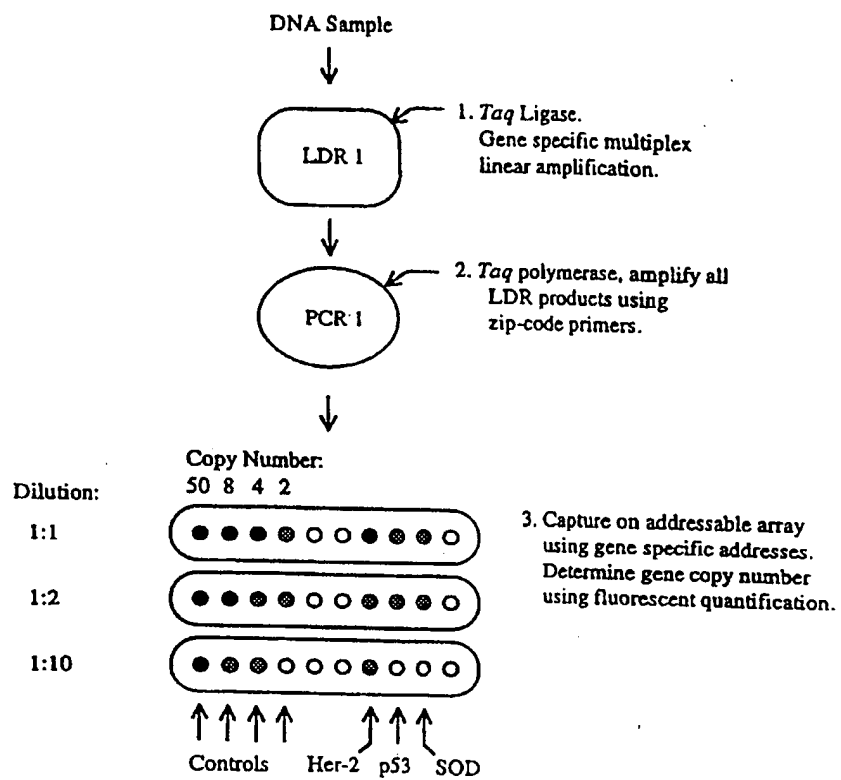 DNA Sample
LDR 1
1. Taq Ligase.
Gene specific multiplex
linear amplification.
PCR 1
2. Taq polymerase, amplify all
LDR products using
zip-code primers.
Copy Number:
Dilution:
50 8 4 2
1:1
1:2
1:10
3. Capture on addressable array
using gene specific addresses.
Determine gene copy number
using fluorescent quantification.
Controls
Her-2 p53 SOD